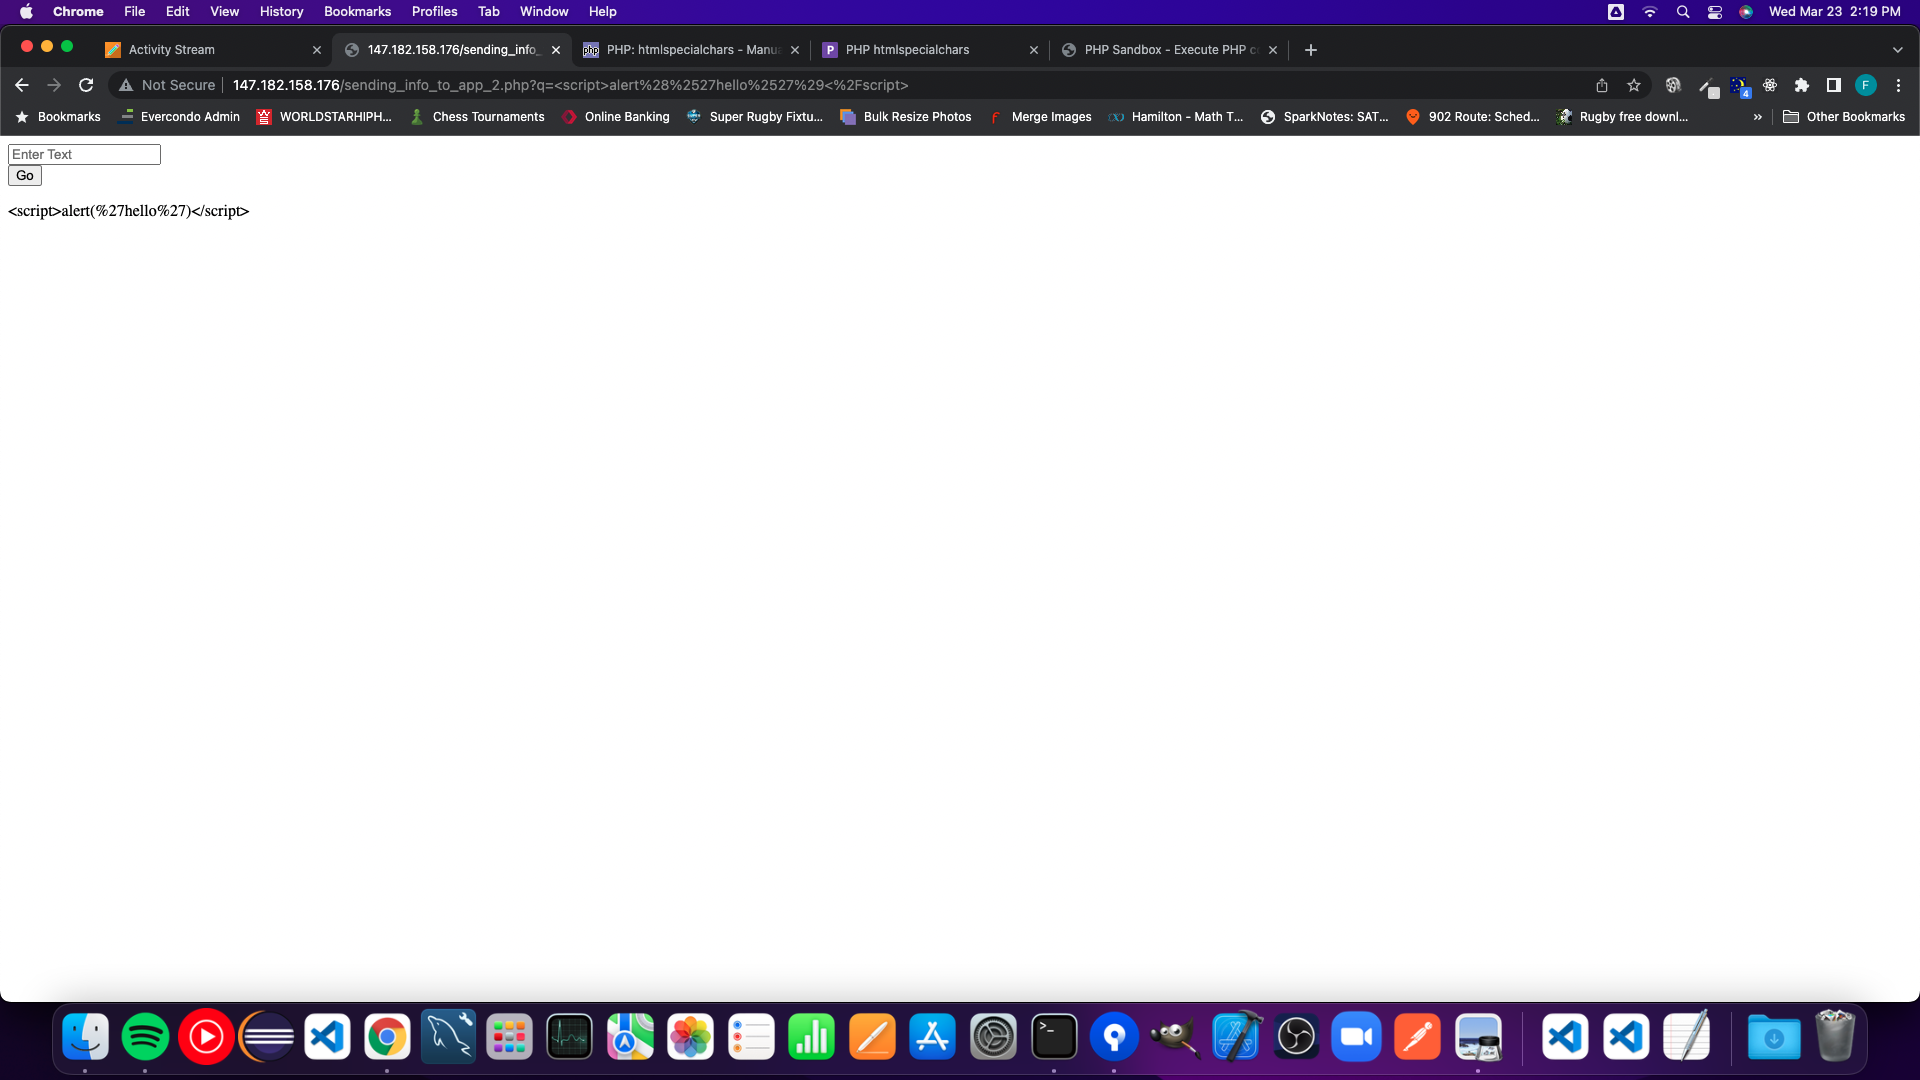 Chrome File Edit View History Bookmarks Profiles Tab Window Help Wed Mar 23 2:19 PM
Activity Stream 147.182.158.176/sending_info_ PHP: htmlspecialchars - Manu PHP htmlspecialchars PHP Sandbox - Execute PHP c
Not Secure 147.182.158.176/sending_info_to_app_2.php?q=<script>alert%28%2527hello%2527%29<%2Fscript> 4 F
Bookmarks Evercondo Admin WORLDSTARHIPH... Chess Tournaments Online Banking Super Rugby Fixtu... Bulk Resize Photos Merge Images Hamilton - Math T... SparkNotes: SAT... 902 Route: Sched... Rugby free downl... » Other Bookmarks
Enter Text
Go
<script>alert(%27hello%27)</script>